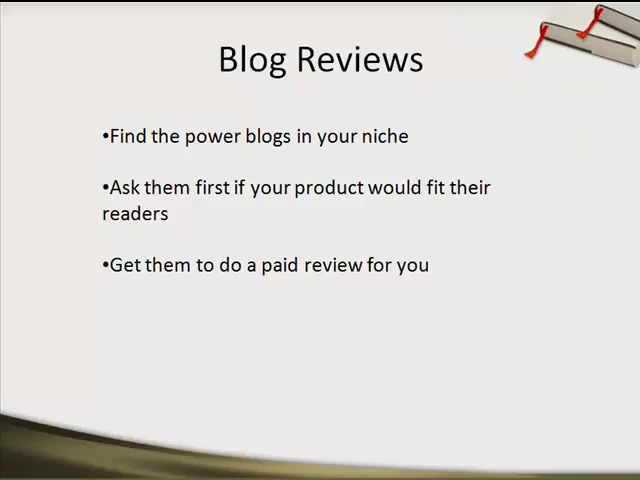 Blog Reviews
•Find the power blogs in your niche
•Ask them first if your product would fit their
readers
•Get them to do a paid review for you